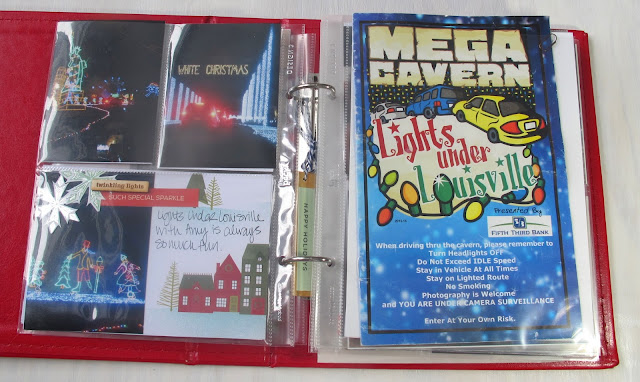 WHITE CHRISTMAS
twinkling lights
SUCH SPECIAL SPARKLE
Lights Under Louisville
with Amy is always
so much fun.
HAPPY HOLI
YS
MEGA
CAVERN
Lights
under
Louisville
Presented By
FIFTH THIRD BANK
When driving thru the cavern, please remember to
Turn Headlights OFF
Do Not Exceed IDLE Speed
Stay in Vehicle At All Times
Stay on Lighted Route
No Smoking
Photography is Welcome
and YOU ARE UNDER CAMERA SURVEILLANCE
Enter At Your Own Risk.